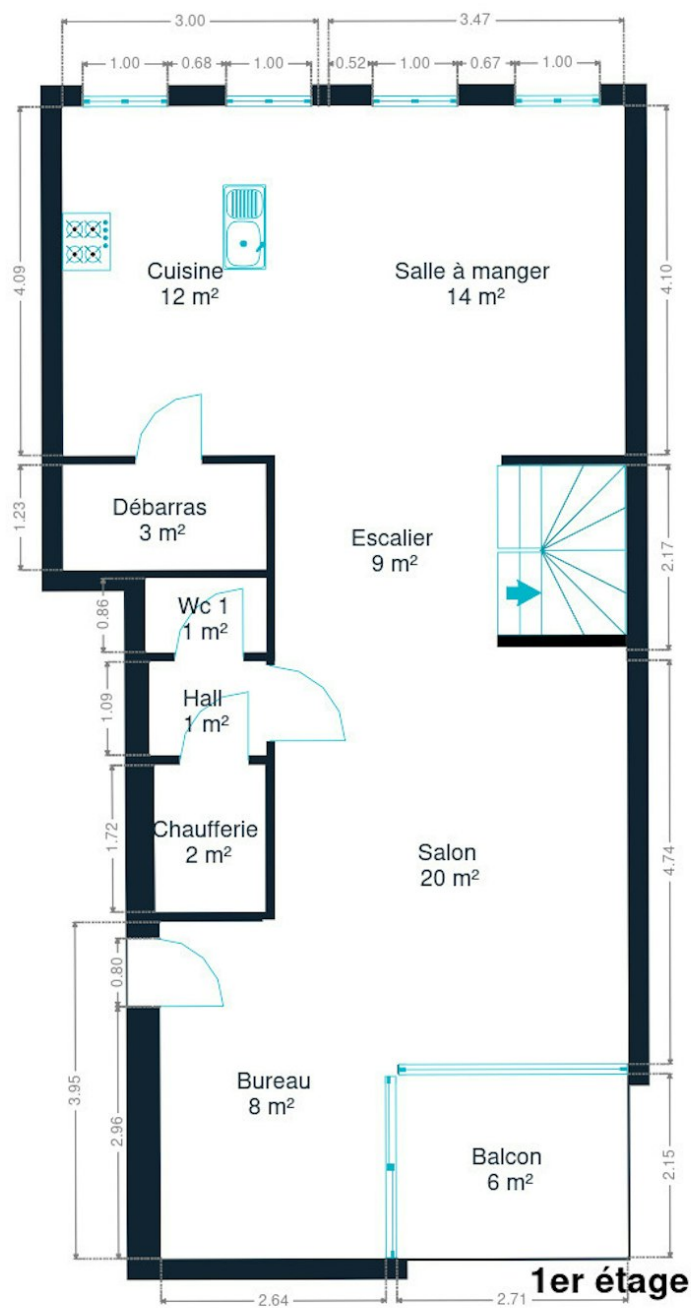 3.00
3.47
1.00 0.68 1.00 0.52 1.00 0.67 1.00
4.09
4.10
Cuisine
12 m²
Salle à manger
14 m²
1.23
Débarras
3 m²
Escalier
9 m²
2.17
0.86
Wc 1
1 m²
1.09
Hall
1 m²
1.72
Chaufferie
2 m²
Salon
20 m²
4.74
0.80
3.95
2.96
Bureau
8 m²
Balcon
6 m²
2.15
2.64
2.71
1er étage